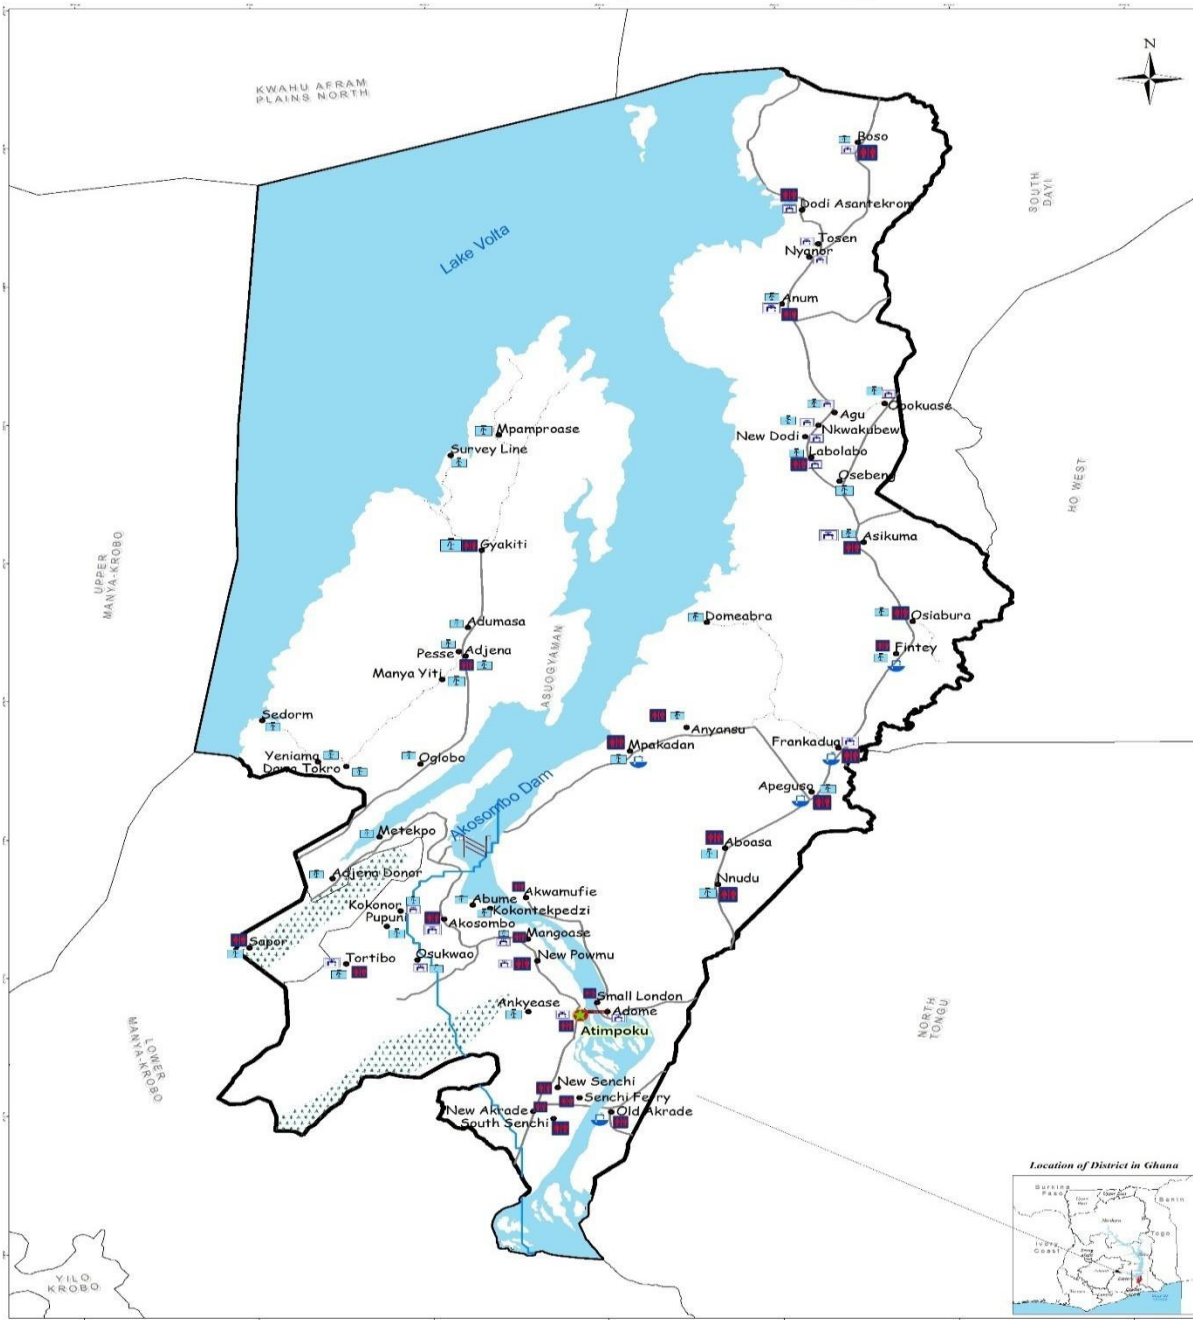 N
KWAHU AFRAM
PLAINS NORTH
SOUTH
DAYI
Boso
Dodi Asantekrom
Tosen
Nyanor
Lake Volta
Anum
Opokuase
Agu
Nkwakubew
New Dodi
Labolabo
Osebeng
Mpamproase
Survey Line
HO WEST
Asikuma
Gyakiti
UPPER
MANYA-KROBO
Osiabura
Domeabra
Adumasa
Fintey
Pesse
Adjena
ASUOGYAMAN
Manya Yiti
Sedorm
Anyansu
Mpakadan
Frankadua
Yeniama
Dama Tokro
Oglobo
Apeguso
Akosombo Dam
Metekpo
Aboasa
Adjena Donor
Nnudu
Akwamufie
Abume
Kokontekpedzi
Kokonor
Pupuni
Akosombo
Mangoase
Sapor
Tortibo
Osukwao
New Powmu
Small London
Ankyease
Adome
Atimpoku
NORTH
TONGU
LOWER
MANYA-KROBO
New Senchi
Senchi Ferry
New Akrade
Old Akrade
South Senchi
YILO
KROBO
Location of District in Ghana
Burkina
Faso
Benin
Togo
Ivory
Coast